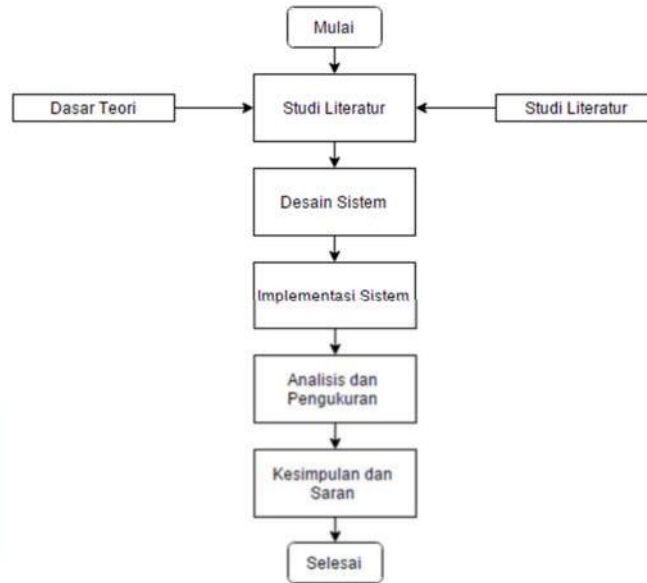 Mulai
Dasar Teori
Studi Literatur
Studi Literatur
Desain Sistem
Implementasi Sistem
Analisis dan
Pengukuran
Kesimpulan dan
Saran
Selesai